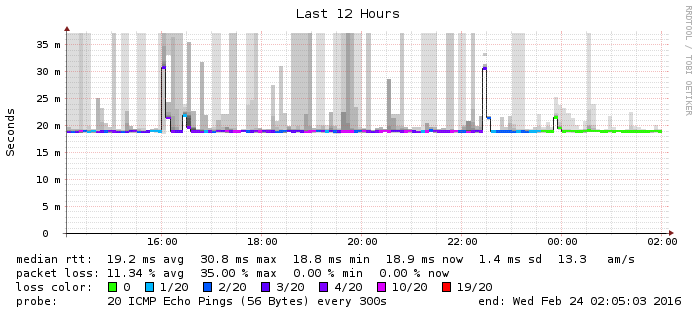 Last 12 Hours
RRDTOOL / TOBI OETIKER
Seconds
35 m
30 m
25 m
20 m
15 m
10 m
5 m
0
16:00 18:00 20:00 22:00 00:00 02:00
median rtt: 19.2 ms avg 30.8 ms max 18.8 ms min 18.9 ms now 1.4 ms sd 13.3 am/s
packet loss: 11.34 % avg 35.00 % max 0.00 % min 0.00 % now
loss color: 0 1/20 2/20 3/20 4/20 10/20 19/20
probe: 20 ICMP Echo Pings (56 Bytes) every 300s end: Wed Feb 24 02:05:03 2016